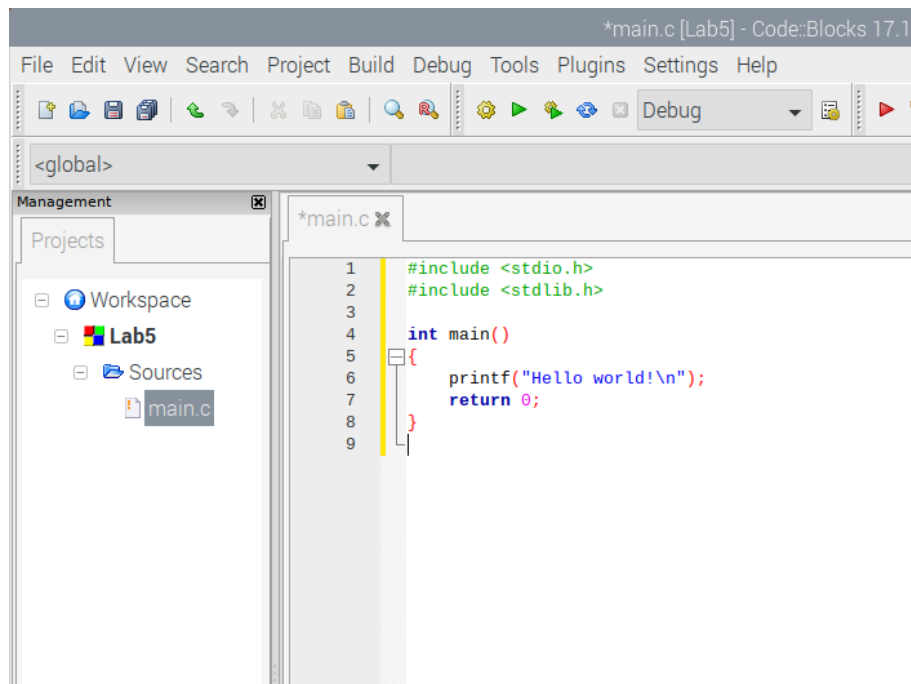 *main.c [Lab5] - Code::Blocks 17.1
File Edit View Search Project Build Debug Tools Plugins Settings Help
Debug
<global>
Management
Projects
Workspace
Lab5
Sources
main.c
*main.c
1 #include <stdio.h>
2 #include <stdlib.h>
3
4 int main()
5 {
6 printf("Hello world!\n");
7 return 0;
8 }
9